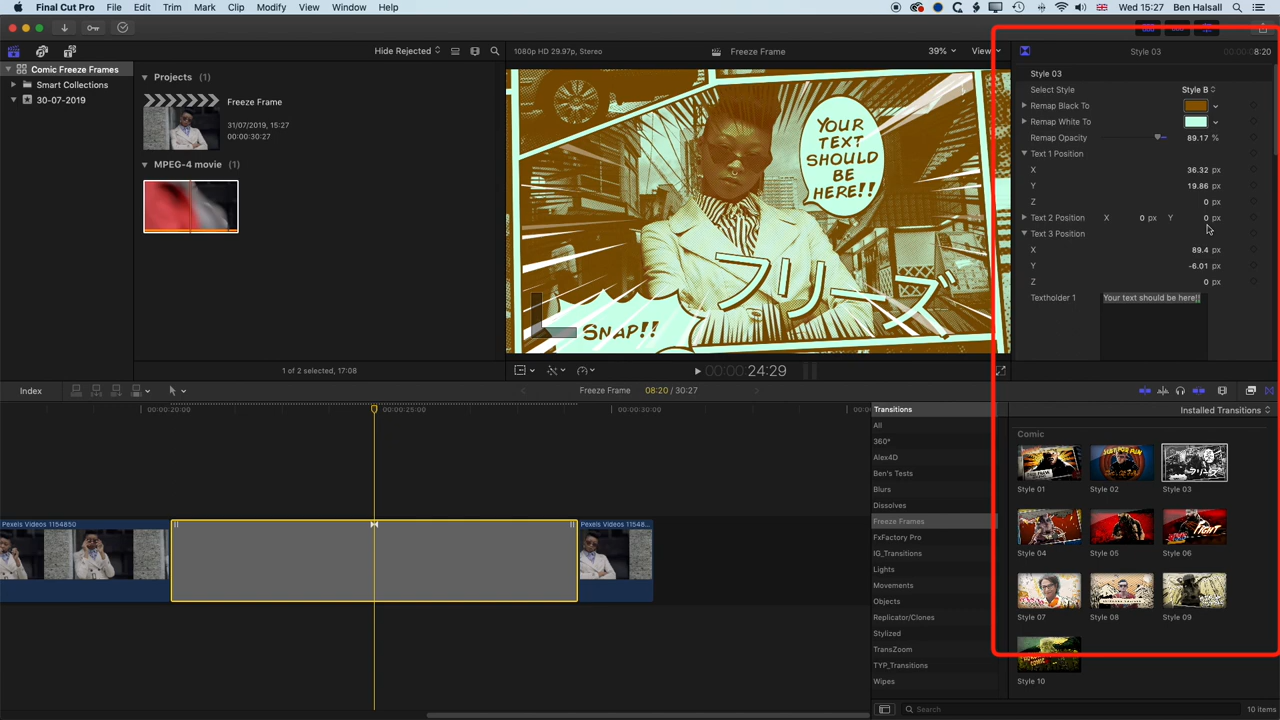 Final Cut Pro File Edit Trim Mark Clip Modify View Window Help Wed 15:27 Ben Halsall
Hide Rejected 1080p HD 29.97p, Stereo Freeze Frame 39% View Style 03 8:20
Comic Freeze Frames
Smart Collections
30-07-2019
Projects (1)
Freeze Frame
31/07/2019, 15:27
00:00:30:27
MPEG-4 movie (1)
1 of 2 selected, 17:08
YOUR
TEXT
SHOULD
BE
HERE!!
フリーズ
SNAP!!
00:00:24:29
Style 03
Select Style Style B
Remap Black To
Remap White To
Remap Opacity 89.17 %
Text 1 Position
X 36.32 px
Y 19.86 px
Z 0 px
Text 2 Position X 0 px Y 0 px
Text 3 Position
X 89.4 px
Y -6.01 px
Z 0 px
Textholder 1 Your text should be here!!
Index Freeze Frame 08:20 / 30:27
00:00:20:00 00:00:25:00 00:00:30:00
Pexels Videos 1154850 Pexels Videos 11548...
Transitions
All
360°
Alex4D
Ben's Tests
Blurs
Dissolves
Freeze Frames
FxFactory Pro
IG_Transitions
Lights
Movements
Objects
Replicator/Clones
Stylized
TransZoom
TYP_Transitions
Wipes
Installed Transitions
Comic
Style 01 Style 02 Style 03
Style 04 Style 05 Style 06
Style 07 Style 08 Style 09
Style 10
Search 10 items